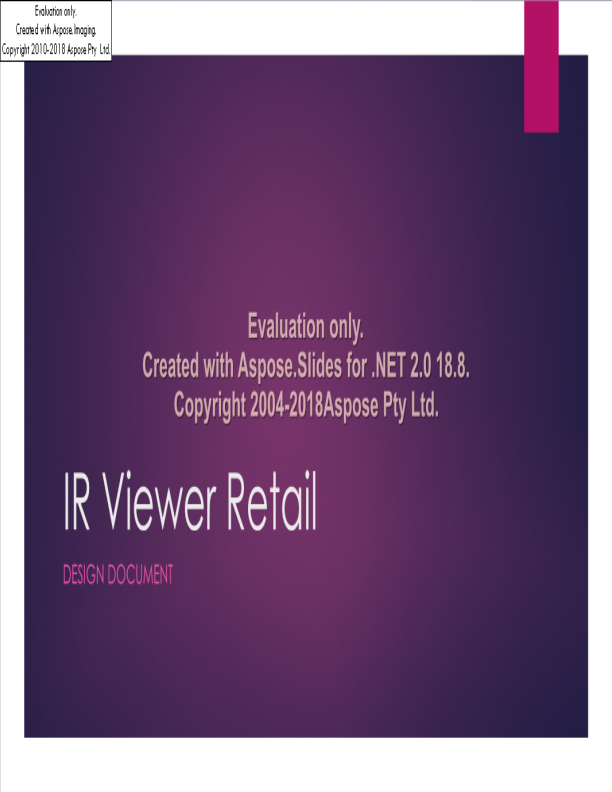 Evaluation only.
Created with Aspose.Imaging.
Copyright 2010-2018 Aspose Pty Ltd.
Evaluation only.
Created with Aspose.Slides for .NET 2.0 18.8.
Copyright 2004-2018Aspose Pty Ltd.
IR Viewer Retail
DESIGN DOCUMENT